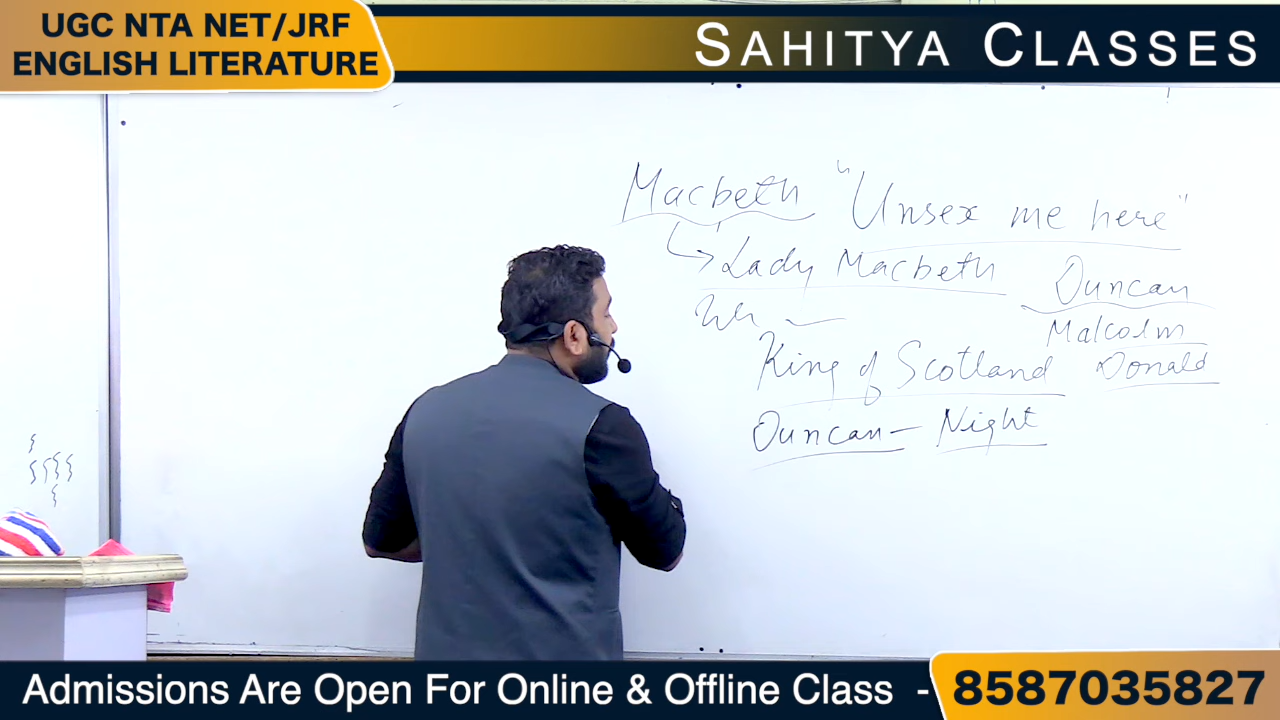 UGC NTA NET/JRF
ENGLISH LITERATURE
SAHITYA CLASSES
Macbeth "Unsex me here"
Lady Macbeth
Duncan
Malcolm
King of Scotland
Donald
Duncan - Night
Admissions Are Open For Online & Offline Class - 8587035827